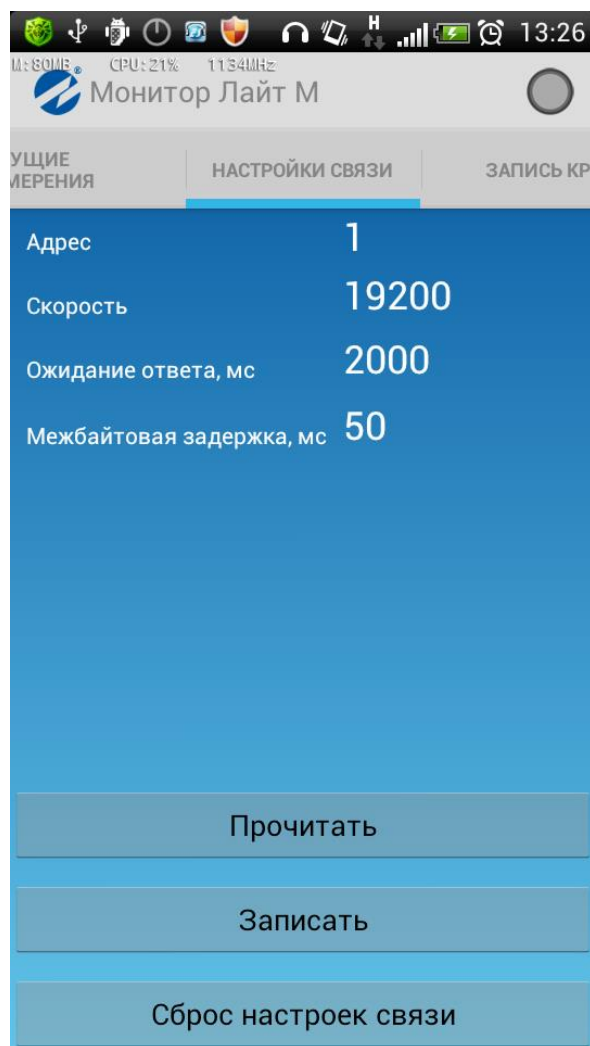 13:26
M:80MB CPU:21% 1134MHz
Монитор Лайт М
УЩИЕ
МЕРЕНИЯ
НАСТРОЙКИ СВЯЗИ
ЗАПИСЬ КР
Адрес 1
Скорость 19200
Ожидание ответа, мс 2000
Межбайтовая задержка, мс 50
Прочитать
Записать
Сброс настроек связи